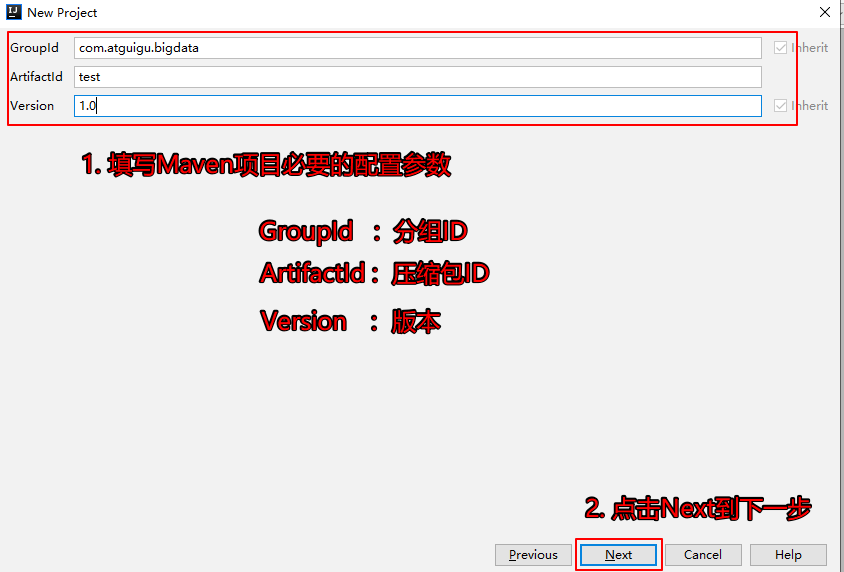 New Project
GroupId com.atguigu.bigdata Inherit
ArtifactId test
Version 1.0 Inherit
1. 填写Maven项目必要的配置参数
GroupId : 分组ID
ArtifactId : 压缩包ID
Version : 版本
2. 点击Next到下一步
Previous Next Cancel Help